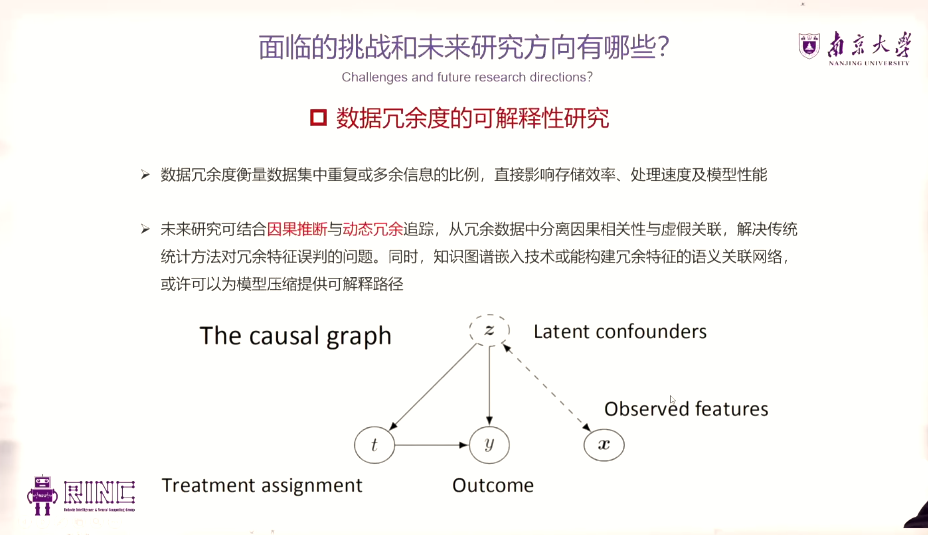 面临的挑战和未来研究方向有哪些？
Challenges and future research directions?
南京大学
NANJING UNIVERSITY
数据冗余度的可解释性研究
数据冗余度衡量数据集中重复或多余信息的比例，直接影响存储效率、处理速度及模型性能
未来研究可结合因果推断与动态冗余追踪，从冗余数据中分离因果相关性与虚假关联，解决传统
统计方法对冗余特征误判的问题。同时，知识图谱嵌入技术或能构建冗余特征的语义关联网络，
或许可以为模型压缩提供可解释路径
The causal graph
z
Latent confounders
Observed features
t
y
x
Treatment assignment
Outcome
RINC